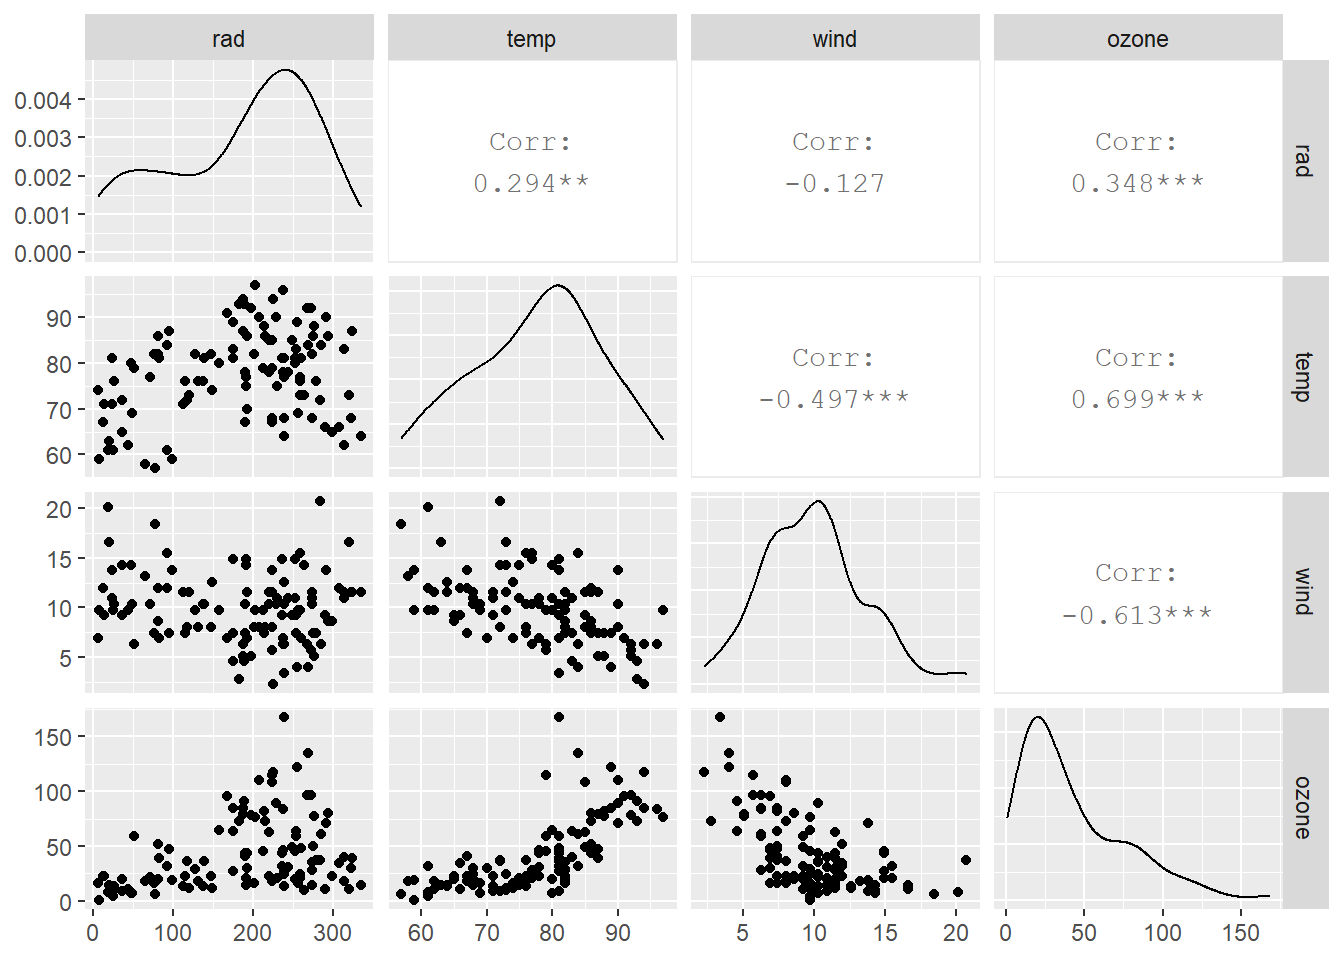 rad temp wind ozone
0.004
0.003
0.002
0.001
0.000
Corr:
0.294**
Corr:
-0.127
Corr:
0.348***
rad
90
80
70
60
Corr:
-0.497***
Corr:
0.699***
temp
20
15
10
5
Corr:
-0.613***
wind
150
100
50
0
ozone
0 100 200 300 60 70 80 90 5 10 15 20 0 50 100 150